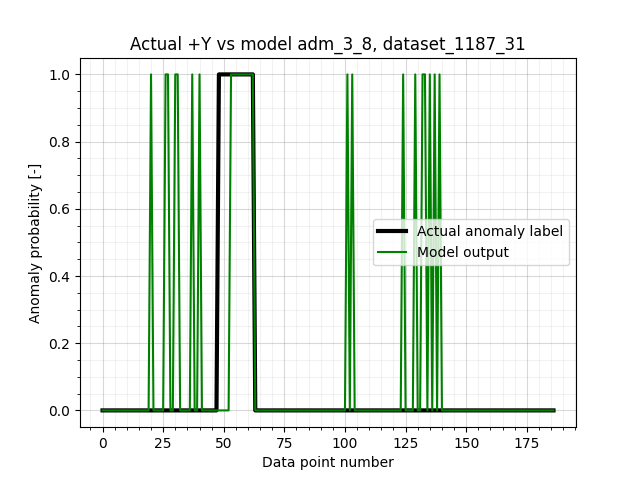 Actual +Y vs model adm_3_8, dataset_1187_31
Anomaly probability [-]
1.0
0.8
0.6
0.4
0.2
0.0
Actual anomaly label
Model output
0 25 50 75 100 125 150 175
Data point number